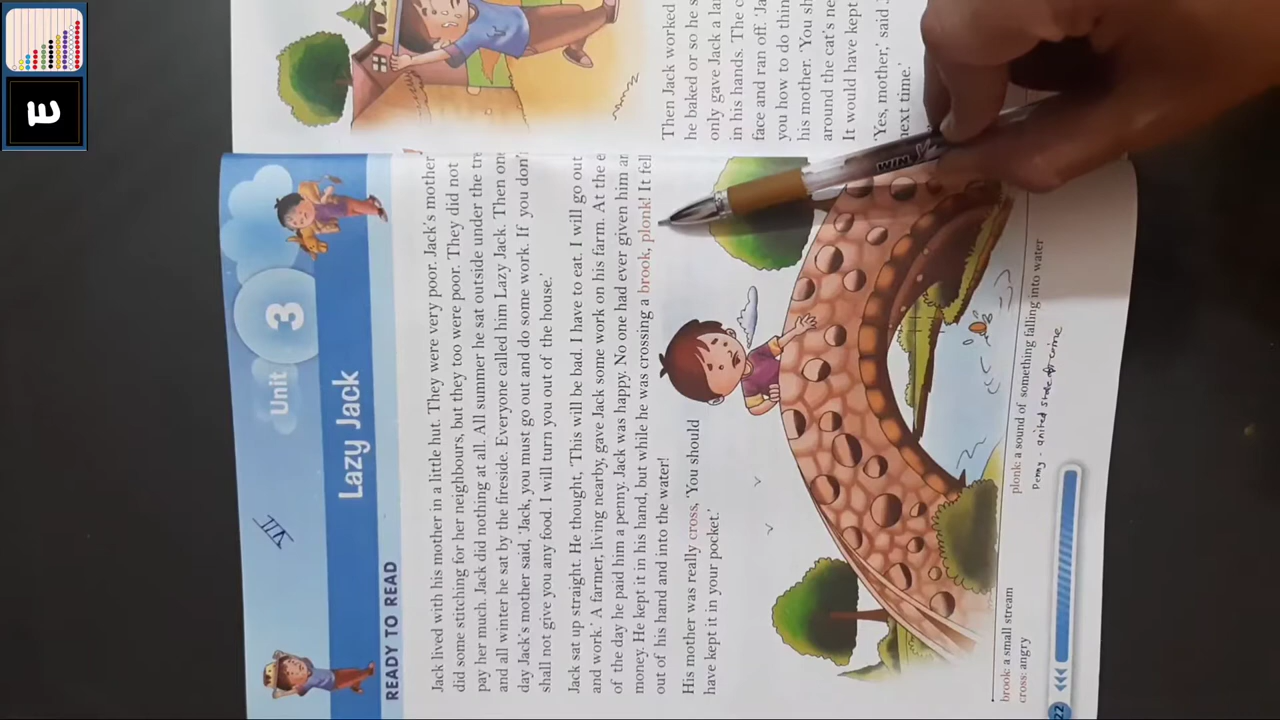 Unit 3
Lazy Jack
VII
READY TO READ
Jack lived with his mother in a little hut. They were very poor. Jack's mother
did some stitching for her neighbours, but they too were poor. They did not
pay her much. Jack did nothing at all. All summer he sat outside under the
and all winter he sat by the fireside. Everyone called him Lazy Jack. Then one
day Jack's mother said, 'Jack, you must go out and do some work. If you don't
shall not give you any food. I will turn you out of the house.'
Jack sat up straight. He thought, 'This will be bad. I have to eat. I will go out
and work.' A farmer, living nearby, gave Jack some work on his farm. At the
of the day he paid him a penny. Jack was happy. No one had ever given him
money. He kept it in his hand, but while he was crossing a brook, plonk! It fell
out of his hand and into the water!
His mother was really cross, 'You should
have kept it in your pocket.'
brook: a small stream
cross: angry
plonk: a sound of something falling into water
Penny - united state
22
Then Jack worked
he baked or so he
only gave Jack a
in his hands. The
face and ran off.
you how to do
his mother. 'You
around the cat's
It would have kept
'Yes, mother,' said
next time.'